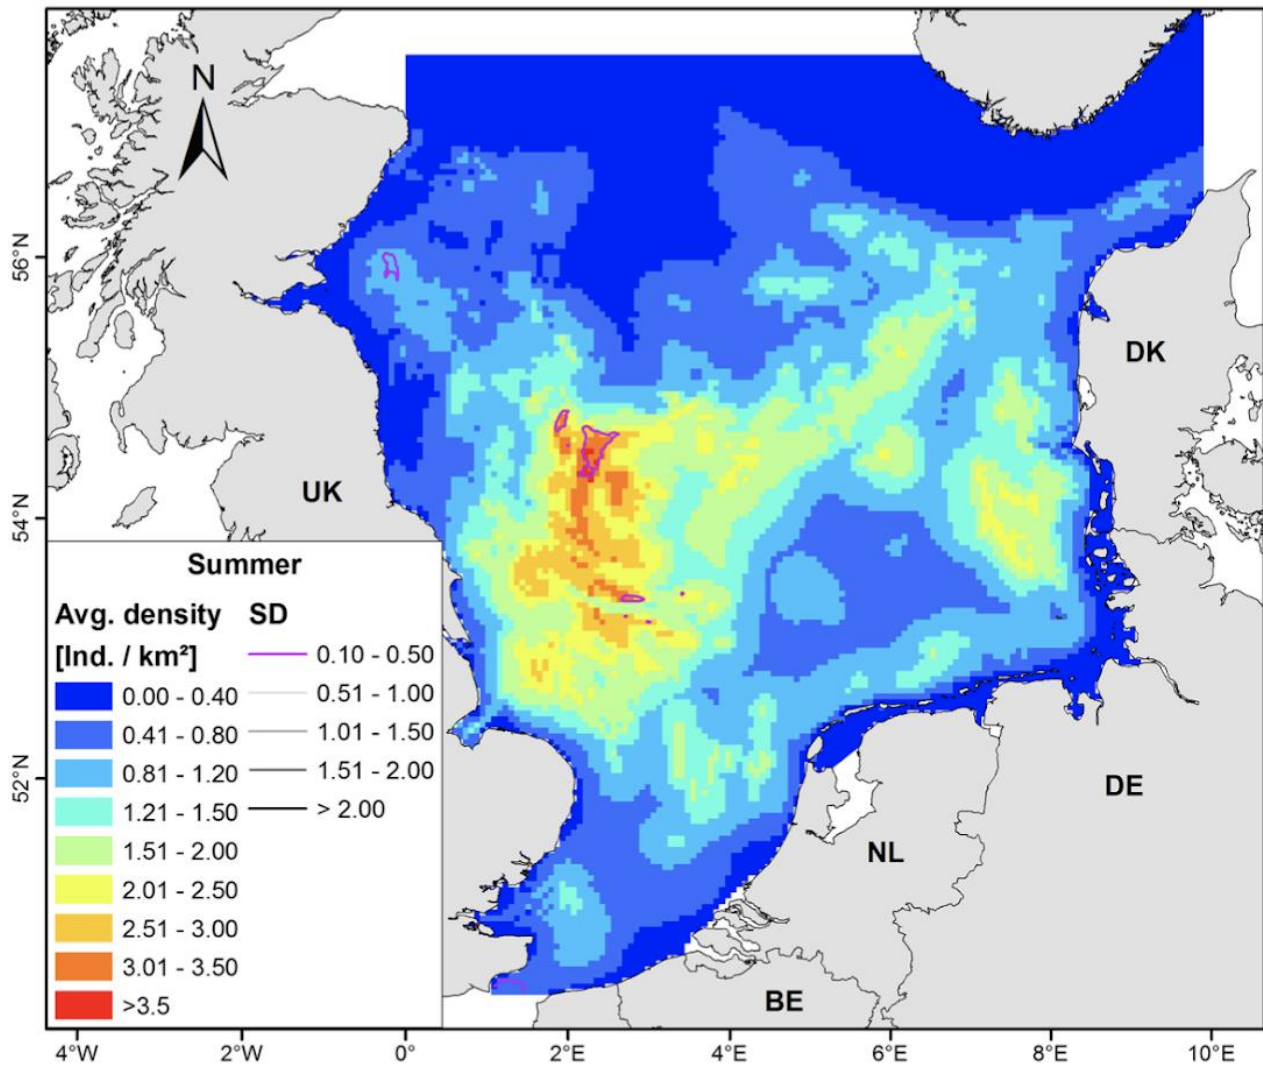 N
56°N
54°N
52°N
UK
DK
DE
NL
BE
Summer
Avg. density SD
[Ind. / km²]
0.00 - 0.40
0.41 - 0.80
0.81 - 1.20
1.21 - 1.50
1.51 - 2.00
2.01 - 2.50
2.51 - 3.00
3.01 - 3.50
>3.5
0.10 - 0.50
0.51 - 1.00
1.01 - 1.50
1.51 - 2.00
> 2.00
4°W 2°W 0° 2°E 4°E 6°E 8°E 10°E